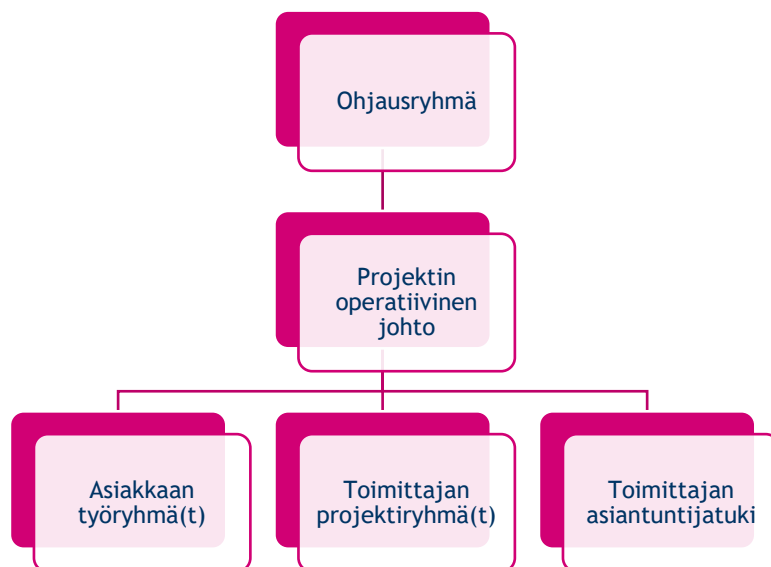 Ohjausryhmä
Projektin
operatiivinen
johto
Asiakkaan
työryhmä(t)
Toimittajan
projektiryhmä(t)
Toimittajan
asiantuntijatuki